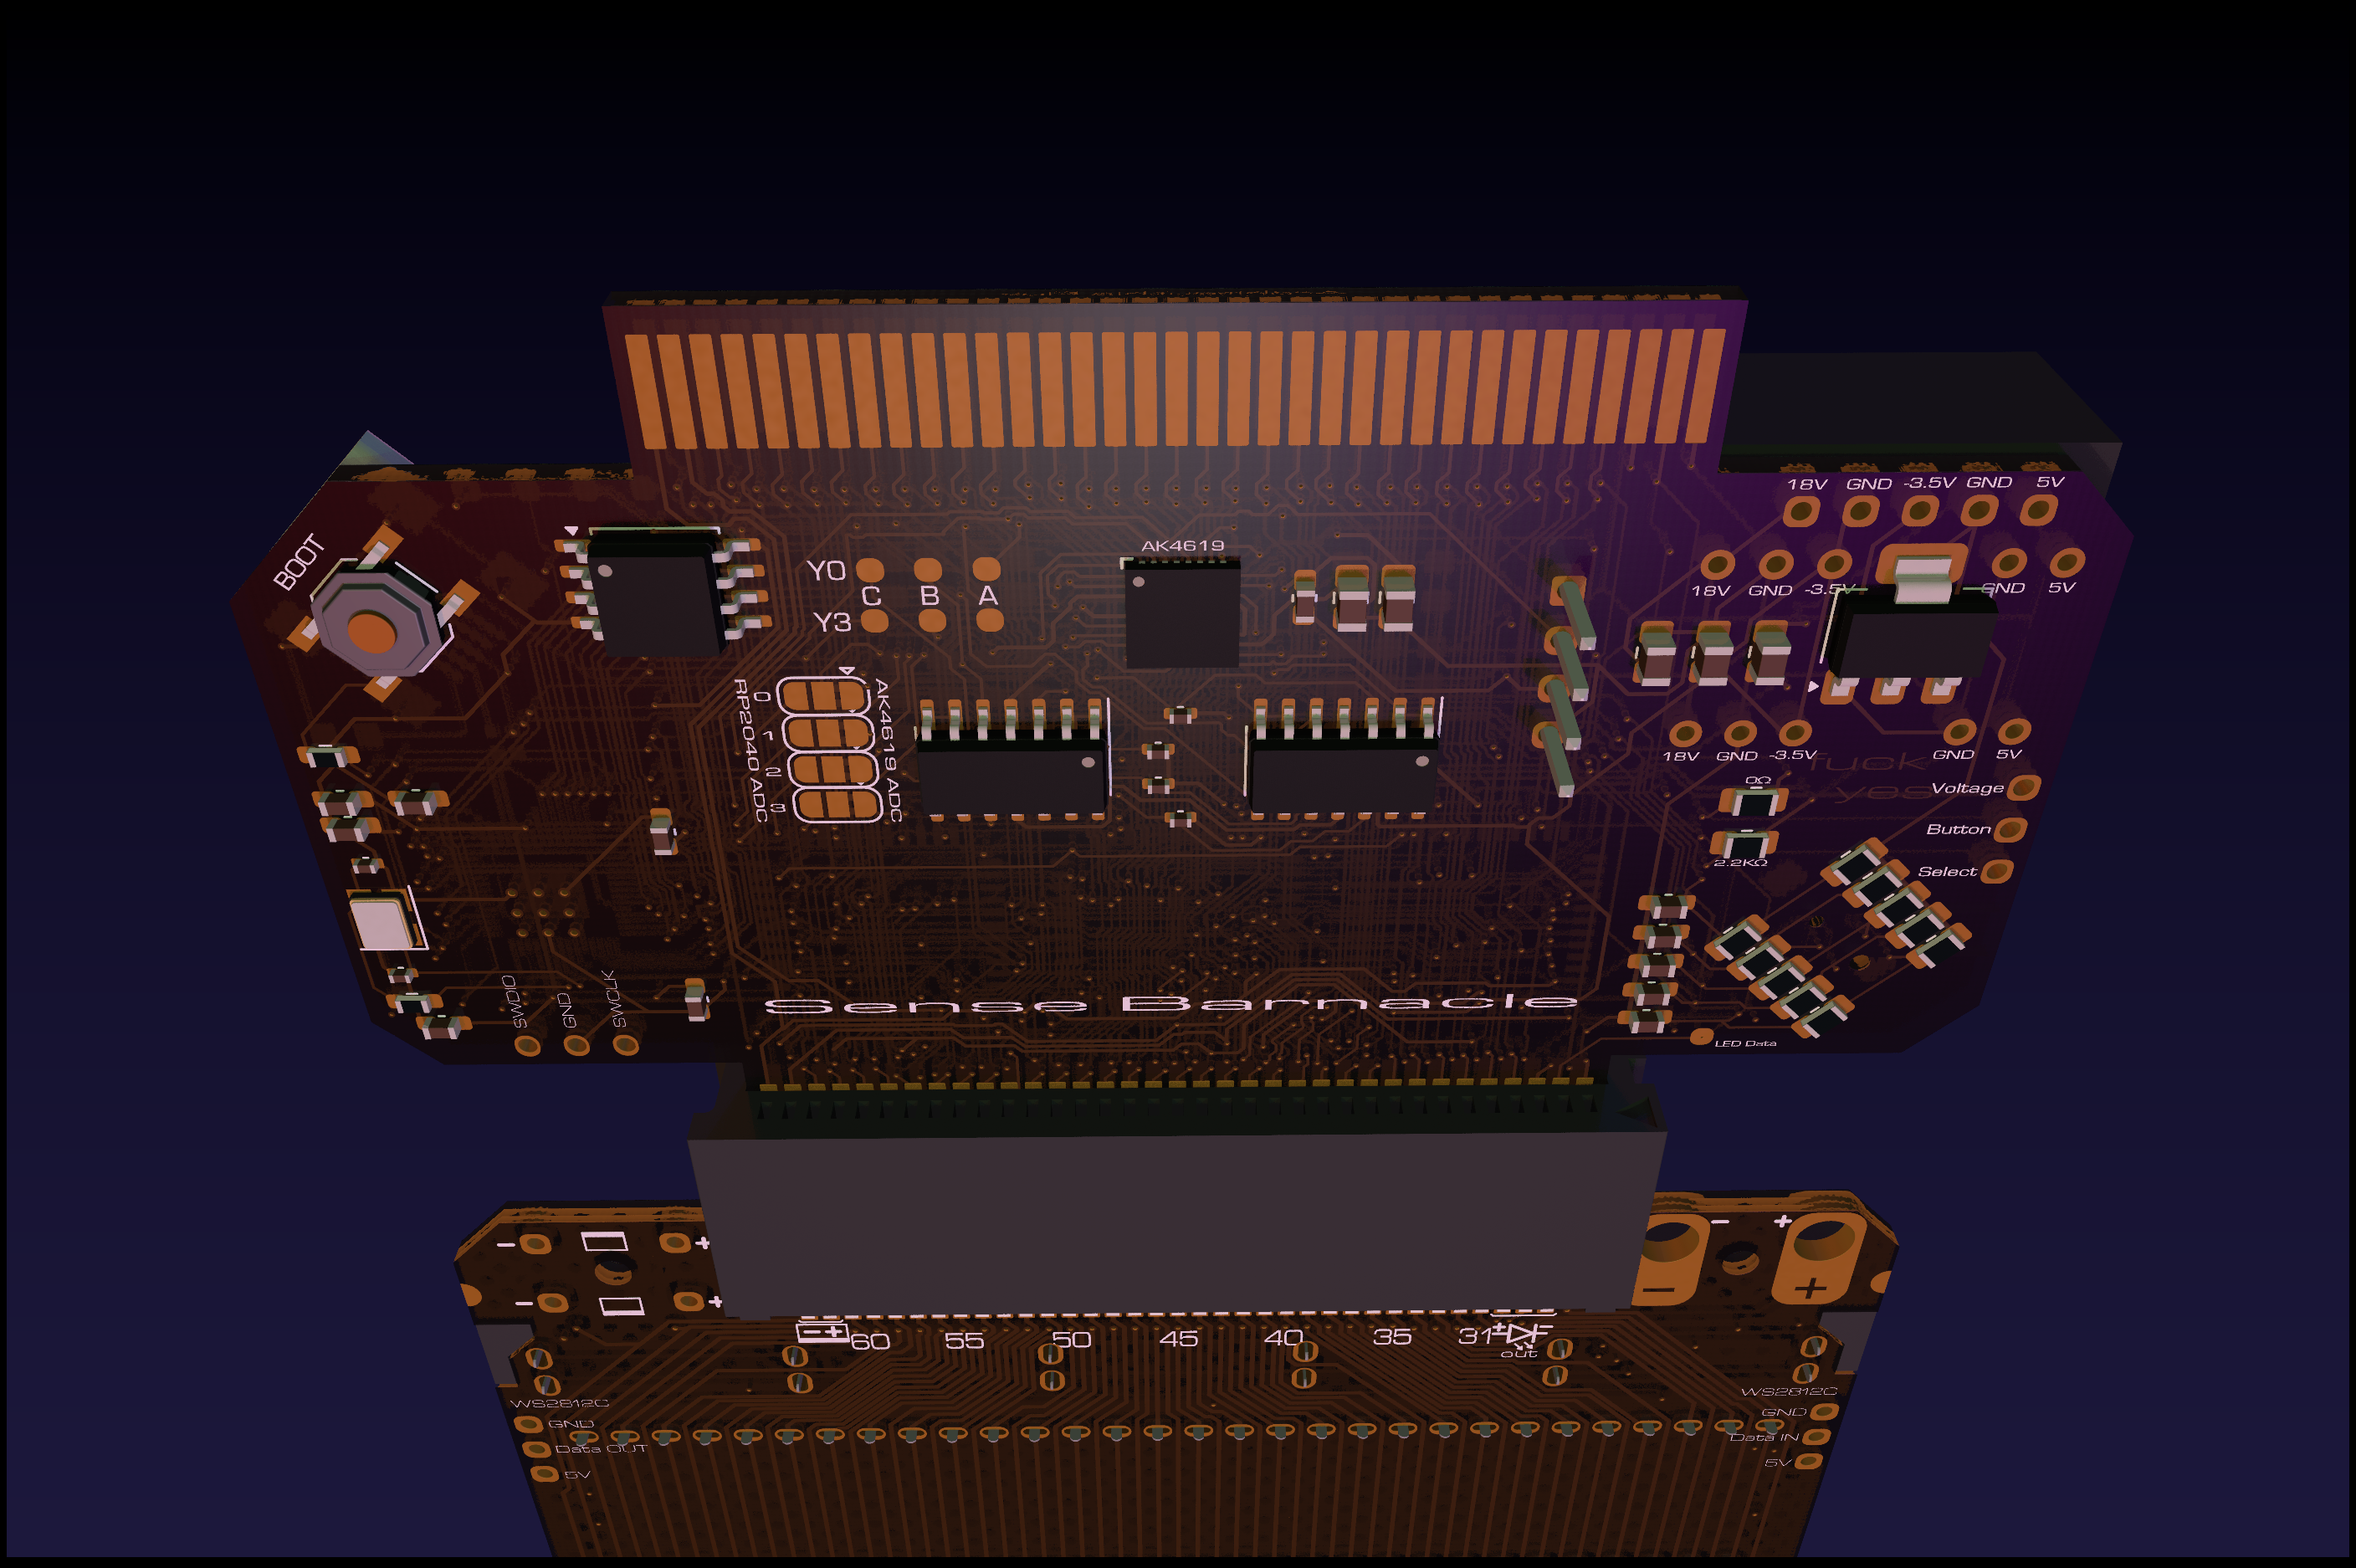 18V GND -3.5V GND 5V
BOOT
AK4619
Y0
C B A
Y3
18V GND -3.5V GND 5V
0
1
2
3
RP2040 ADC
AK4619 ADC
18V GND -3.5V GND 5V
fuck
yes
Voltage
0Ω
Button
2.2KΩ
Select
SWDIO
GND
SWCLK
Sense Barnacle
LED Data
- +
- +
- +
- +
- + 60 55 50 45 40 35 31 + -
out
WS2812C
GND
Data OUT
5V
WS2812C
GND
Data IN
5V